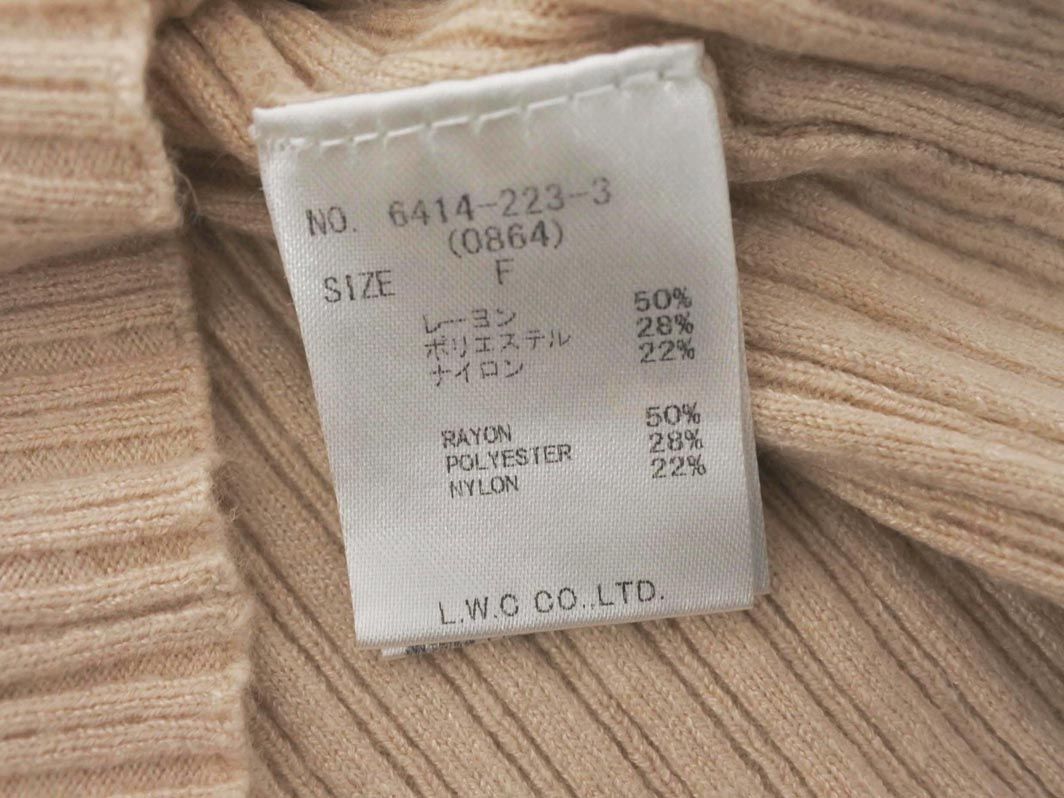 NO. 6414-223-3
(0864)
SIZE F
レーヨン 50%
ポリエステル 28%
ナイロン 22%
RAYON 50%
POLYESTER 28%
NYLON 22%
L.W.C CO.,LTD.